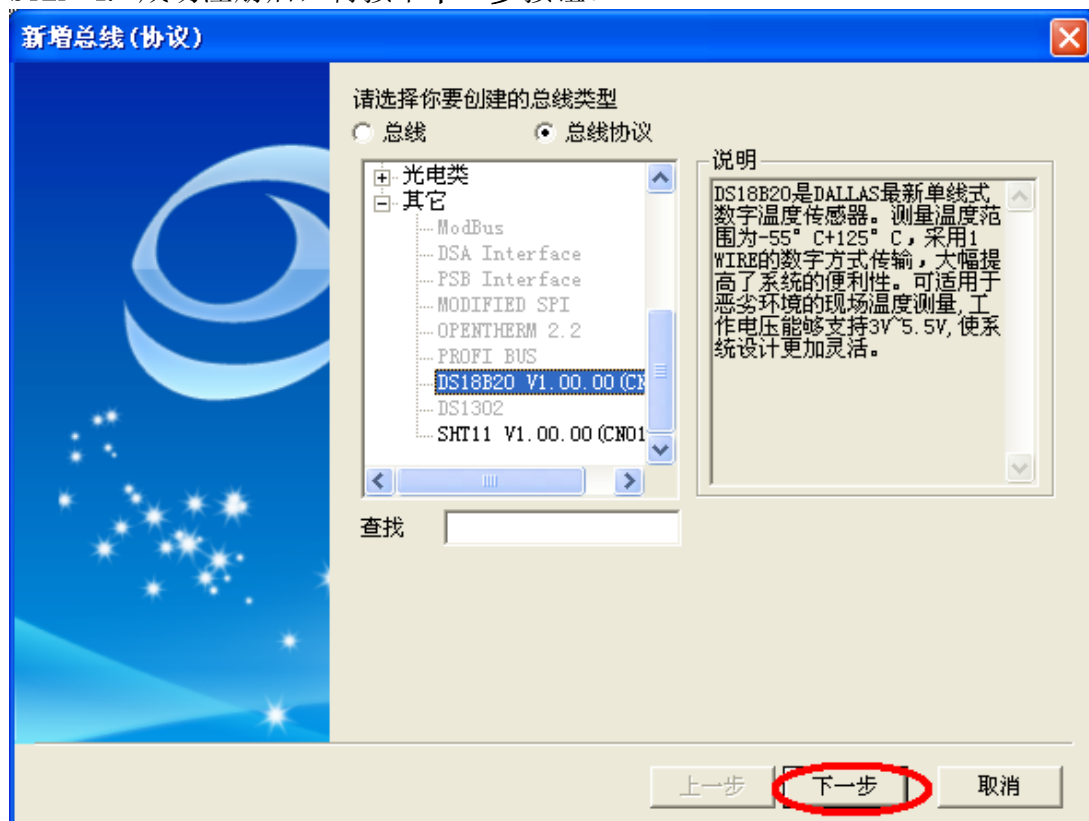 新增总线(协议)
请选择你要创建的总线类型
总线
总线协议
光电类
其它
ModBus
DSA Interface
PSB Interface
MODIFIED SPI
OPENTHERM 2.2
PROFI BUS
DS18B20 V1.00.00(CN
DS1302
SHT11 V1.00.00(CN01
说明
DS18B20是DALLAS最新单线式
数字温度传感器。测量温度范
围为-55° C+125° C，采用1
WIRE的数字方式传输，大幅提
高了系统的便利性。可适用于
恶劣环境的现场温度测量,工
作电压能够支持3V~5.5V,使系
统设计更加灵活。
查找
上一步
下一步
取消